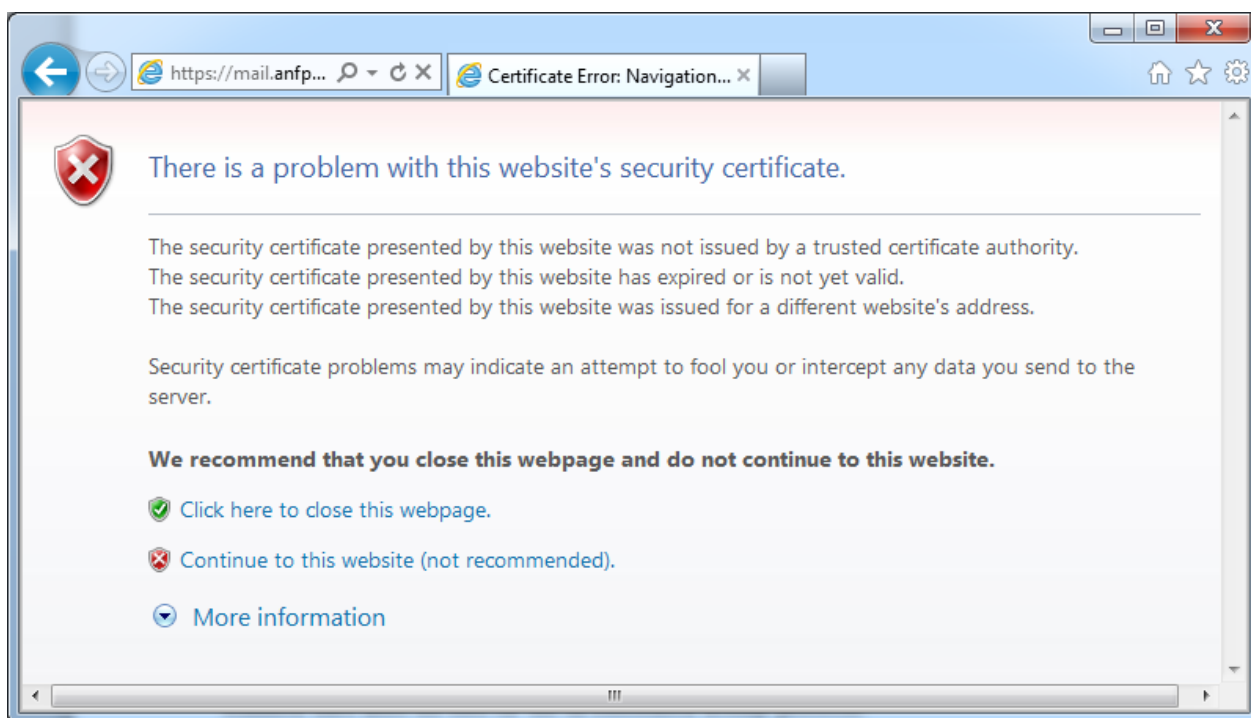 https://mail.anfp...
Certificate Error: Navigation...
There is a problem with this website's security certificate.
The security certificate presented by this website was not issued by a trusted certificate authority.
The security certificate presented by this website has expired or is not yet valid.
The security certificate presented by this website was issued for a different website's address.
Security certificate problems may indicate an attempt to fool you or intercept any data you send to the
server.
We recommend that you close this webpage and do not continue to this website.
Click here to close this webpage.
Continue to this website (not recommended).
More information